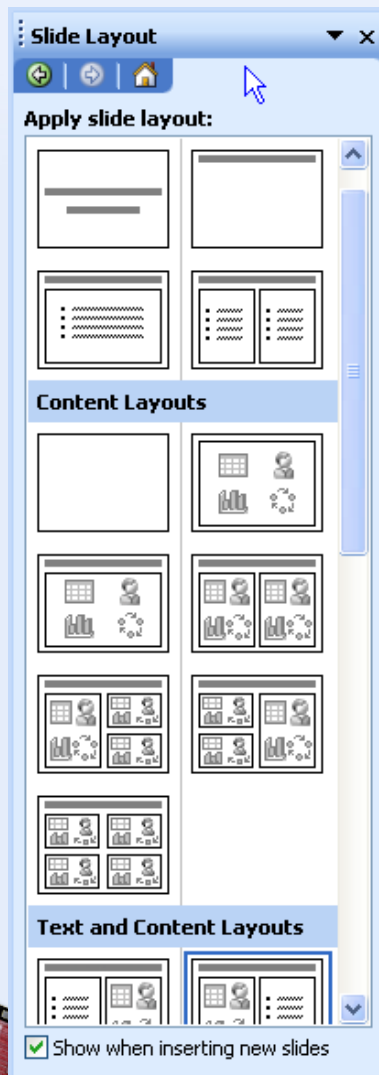 Slide Layout
Apply slide layout:
Content Layouts
Text and Content Layouts
Show when inserting new slides